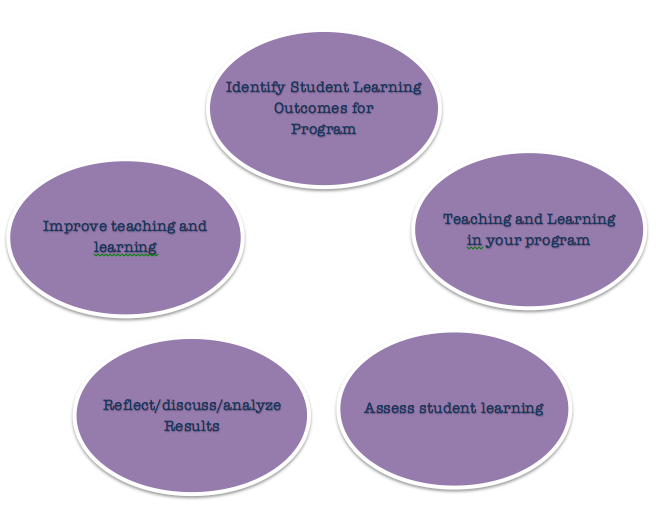 Identify Student Learning
Outcomes for
Program
Teaching and Learning
in your program
Assess student learning
Reflect/discuss/analyze
Results
Improve teaching and
learning